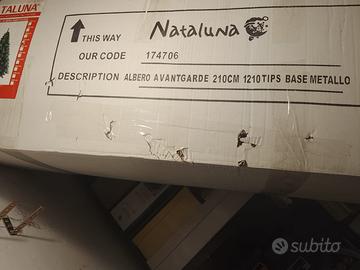 TALUNA
THIS WAY
Nataluna
OUR CODE 174706
DESCRIPTION ALBERO AVANTGARDE 210CM 1210TIPS BASE METALLO
subito